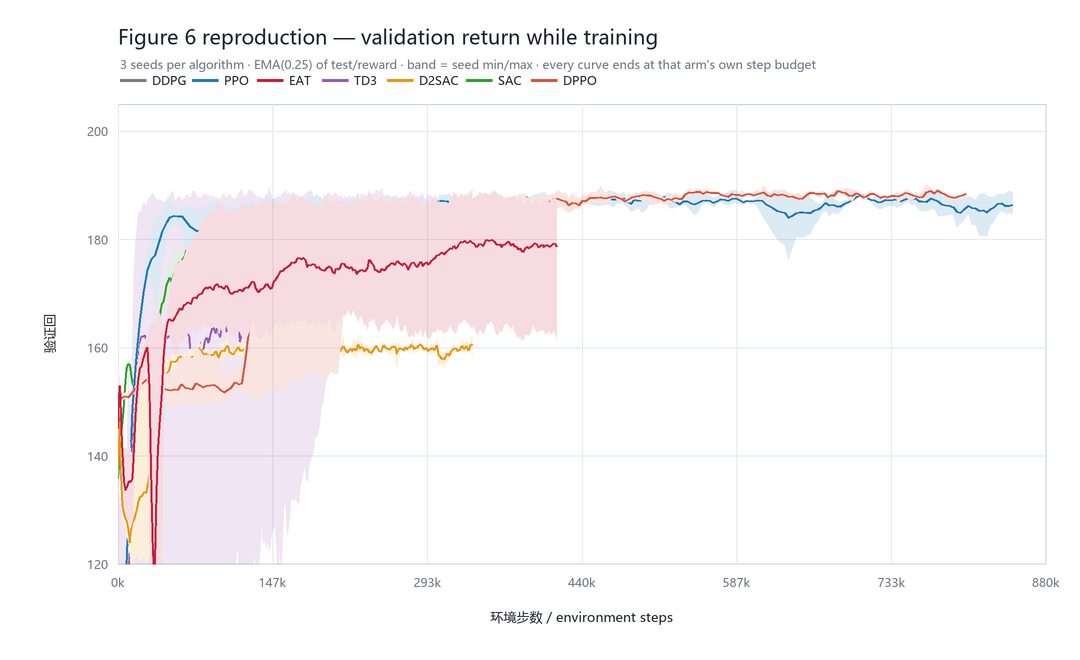 Figure 6 reproduction — validation return while training
3 seeds per algorithm · EMA(0.25) of test/reward · band = seed min/max · every curve ends at that arm's own step budget
DDPG PPO EAT TD3 D2SAC SAC DPPO
200
180
160
140
120
验证回
0k 147k 293k 440k 587k 733k 880k
环境步数 / environment steps